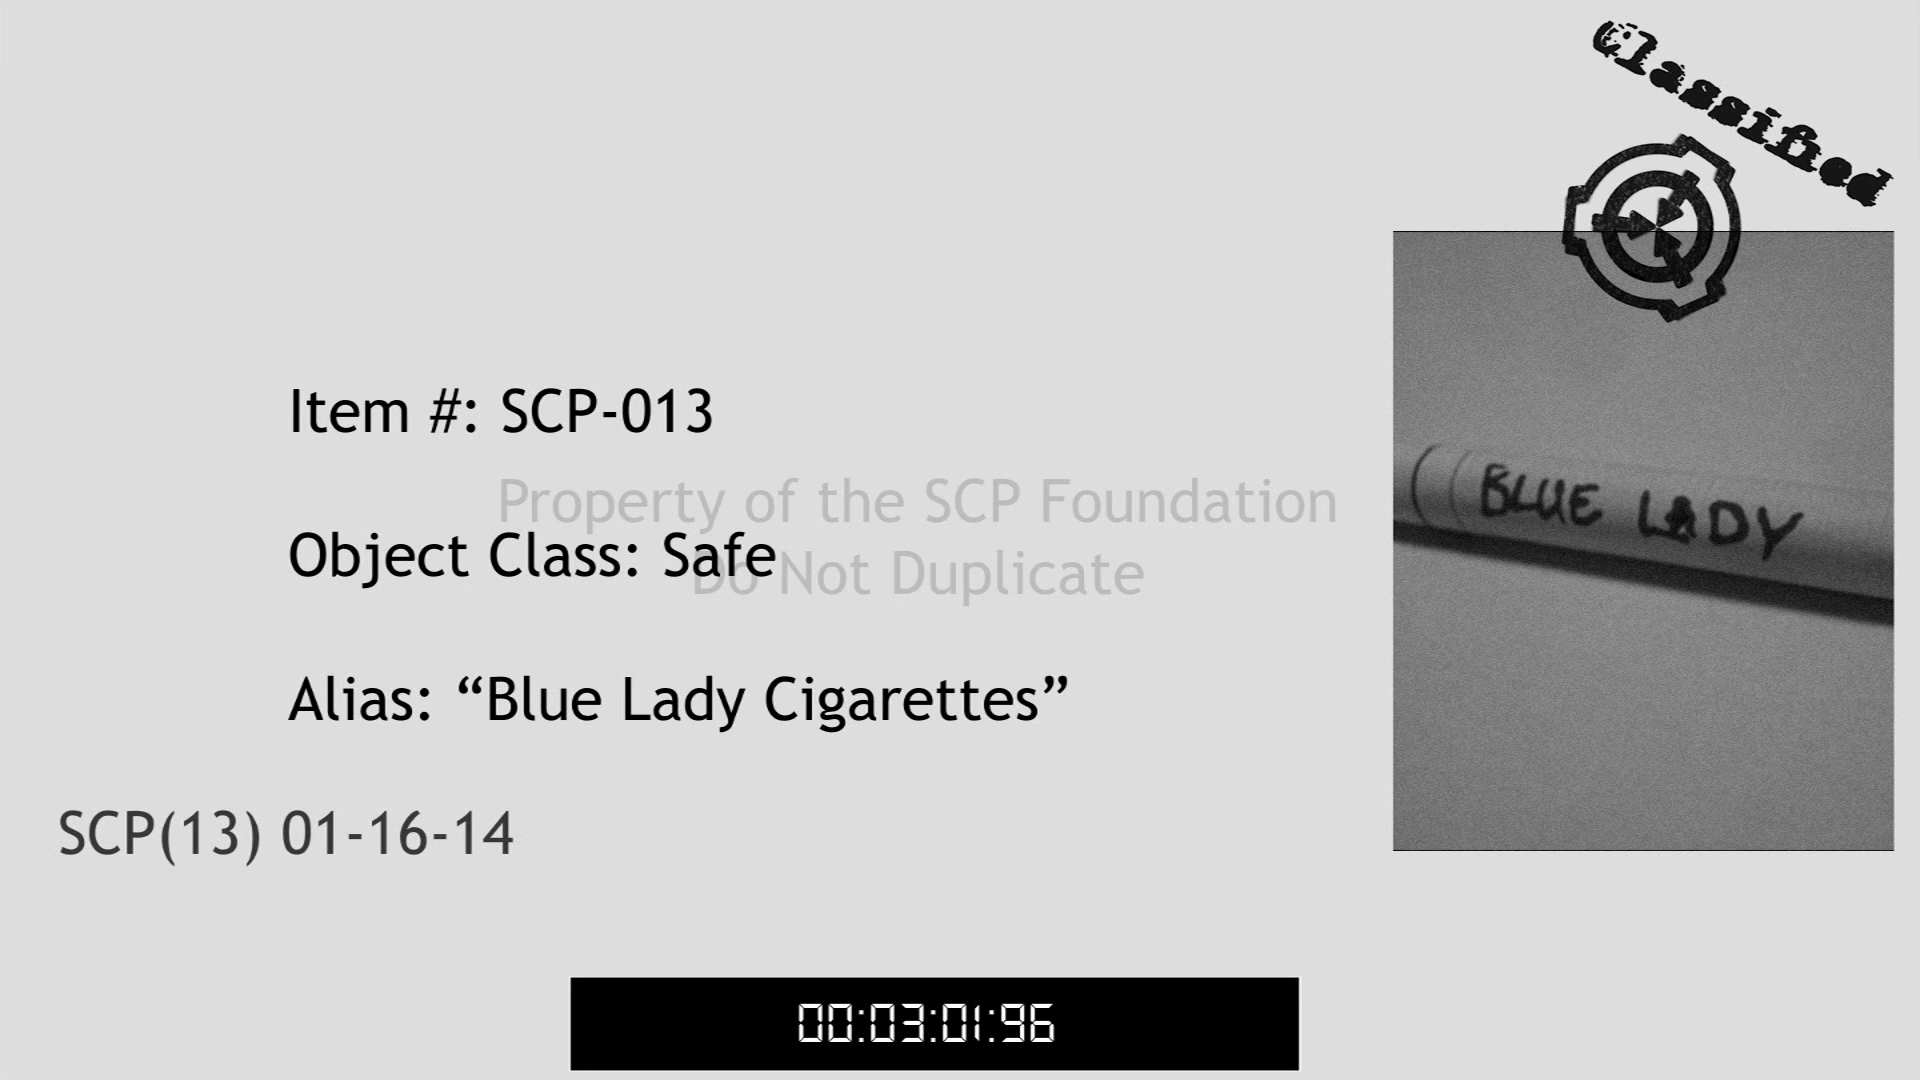 Classified
Item #: SCP-013
Property of the SCP Foundation
Object Class: Safe
Do Not Duplicate
BLUE LADY
Alias: “Blue Lady Cigarettes”
SCP(13) 01-16-14
00:03:01:96